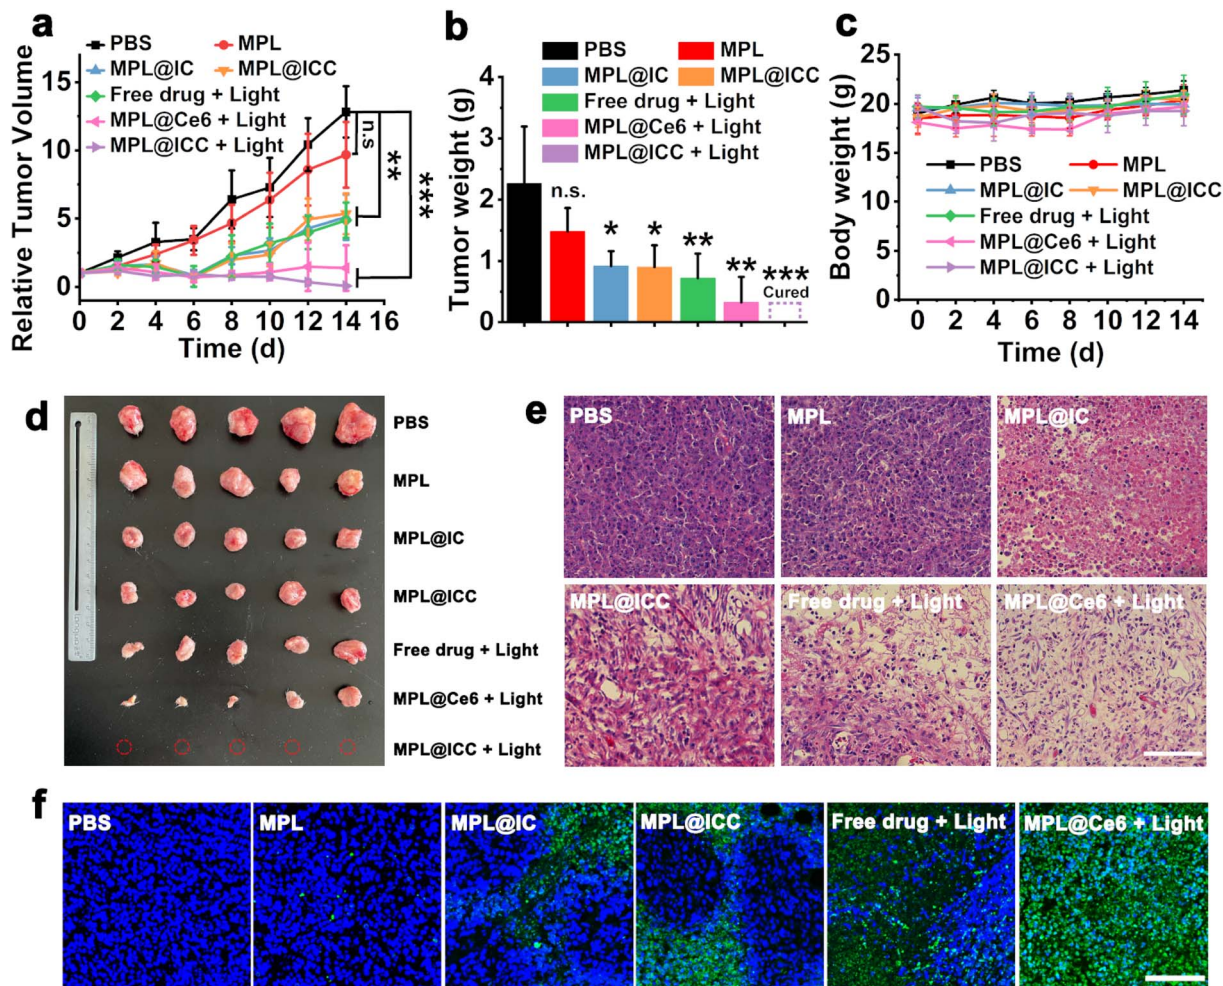 a
PBS
MPL
MPL@IC
MPL@ICC
Free drug + Light
MPL@Ce6 + Light
MPL@ICC + Light
Relative Tumor Volume
15
10
5
0
0 2 4 6 8 10 12 14 16
Time (d)
n.s
**
***
b
PBS
MPL
MPL@IC
MPL@ICC
Free drug + Light
MPL@Ce6 + Light
MPL@ICC + Light
Tumor weight (g)
4
3
2
1
0
n.s.
*
*
**
**
***
Cured
c
Body weight (g)
25
20
15
10
5
0
PBS
MPL
MPL@IC
MPL@ICC
Free drug + Light
MPL@Ce6 + Light
MPL@ICC + Light
0 2 4 6 8 10 12 14
Time (d)
d
PBS
MPL
MPL@IC
MPL@ICC
Free drug + Light
MPL@Ce6 + Light
MPL@ICC + Light
e
PBS
MPL
MPL@IC
MPL@ICC
Free drug + Light
MPL@Ce6 + Light
f
PBS
MPL
MPL@IC
MPL@ICC
Free drug + Light
MPL@Ce6 + Light